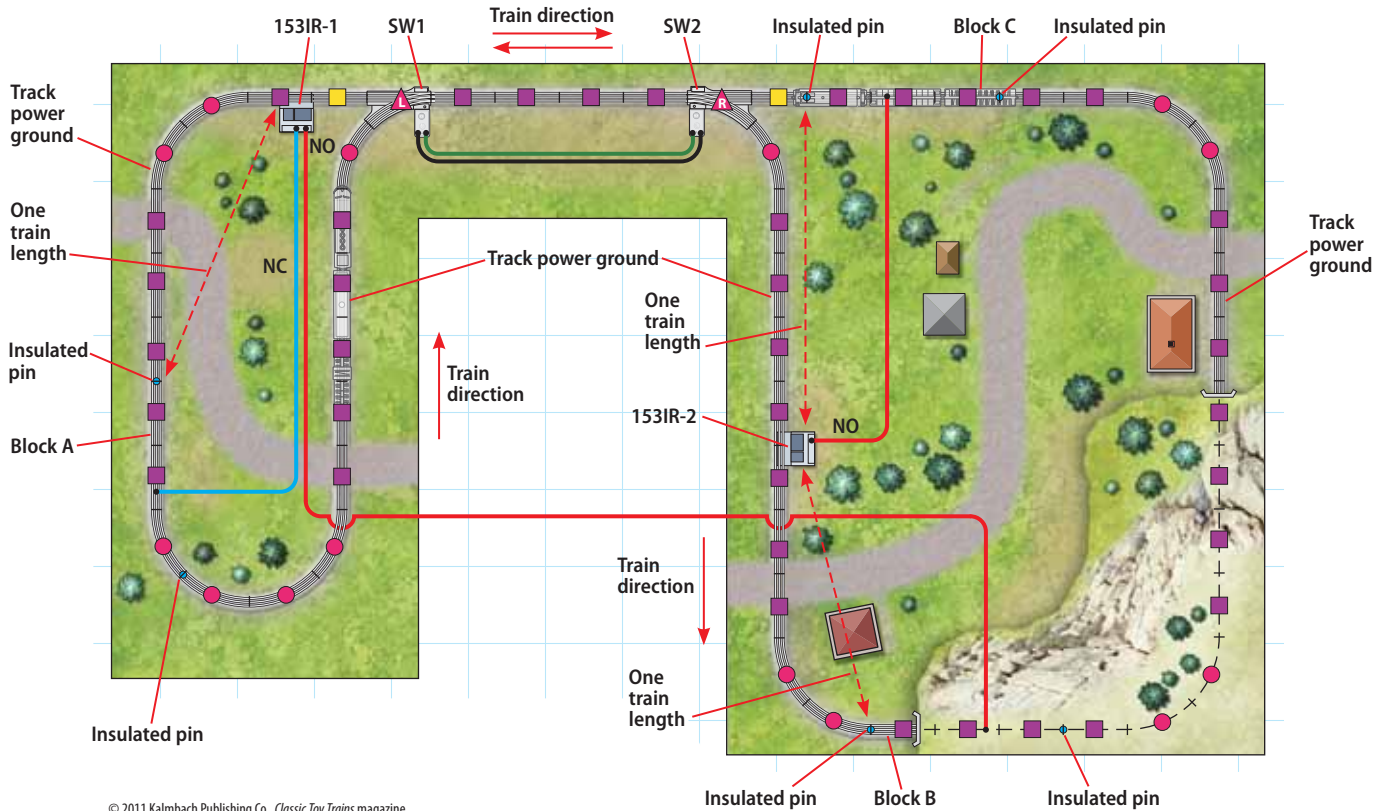 153IR-1
SW1
Train direction
SW2
Insulated pin
Block C
Insulated pin
Track
power
ground
L
R
NO
One
train
length
NC
Track power ground
One
train
length
Track
power
ground
Insulated
pin
Train
direction
153IR-2
NO
Block A
Train
direction
One
train
length
Insulated pin
Insulated pin
Block B
Insulated pin
© 2011 Kalmbach Publishing Co., Classic Toy Trains magazine